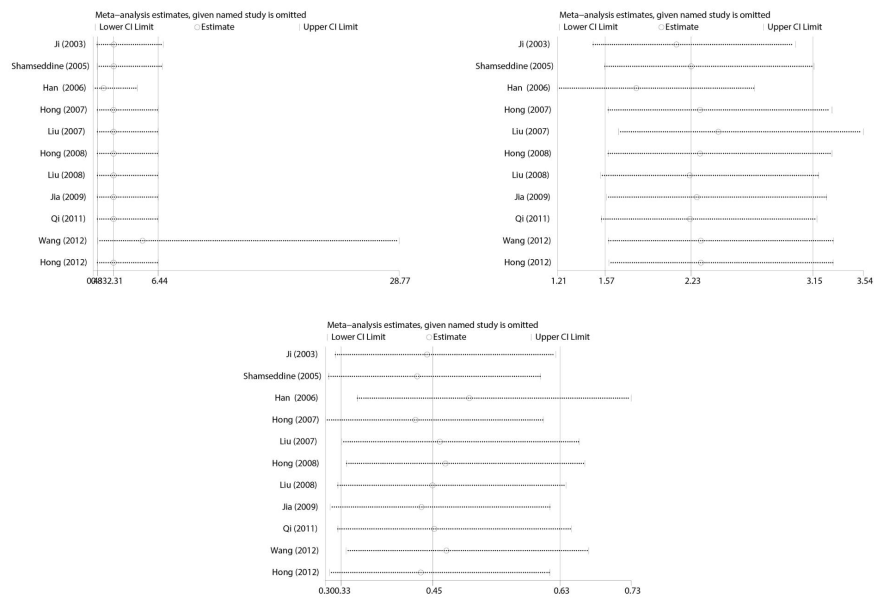 Meta−analysis estimates, given named study is omitted
Lower CI Limit Estimate Upper CI Limit
Ji (2003)
Shamseddine (2005)
Han (2006)
Hong (2007)
Liu (2007)
Hong (2008)
Liu (2008)
Jia (2009)
Qi (2011)
Wang (2012)
Hong (2012)
2.31 6.44 28.77
Meta−analysis estimates, given named study is omitted
Lower CI Limit Estimate Upper CI Limit
Ji (2003)
Shamseddine (2005)
Han (2006)
Hong (2007)
Liu (2007)
Hong (2008)
Liu (2008)
Jia (2009)
Qi (2011)
Wang (2012)
Hong (2012)
1.21 1.57 2.23 3.15 3.54
Meta−analysis estimates, given named study is omitted
Lower CI Limit Estimate Upper CI Limit
Ji (2003)
Shamseddine (2005)
Han (2006)
Hong (2007)
Liu (2007)
Hong (2008)
Liu (2008)
Jia (2009)
Qi (2011)
Wang (2012)
Hong (2012)
0.30 0.33 0.45 0.63 0.73